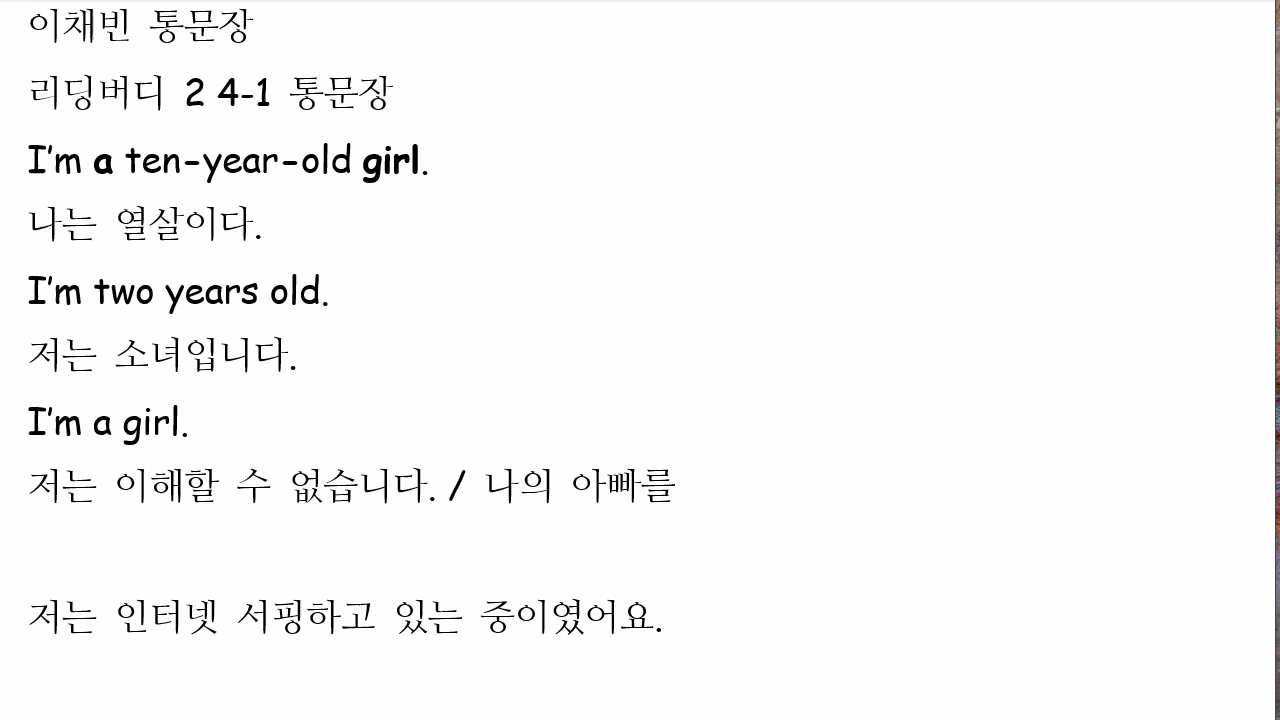 이채빈 통문장
리딩버디 2 4-1 통문장
I'm a ten-year-old girl.
나는 열살이다.
I'm two years old.
저는 소녀입니다.
I'm a girl.
저는 이해할 수 없습니다. / 나의 아빠를
저는 인터넷 서핑하고 있는 중이였어요.